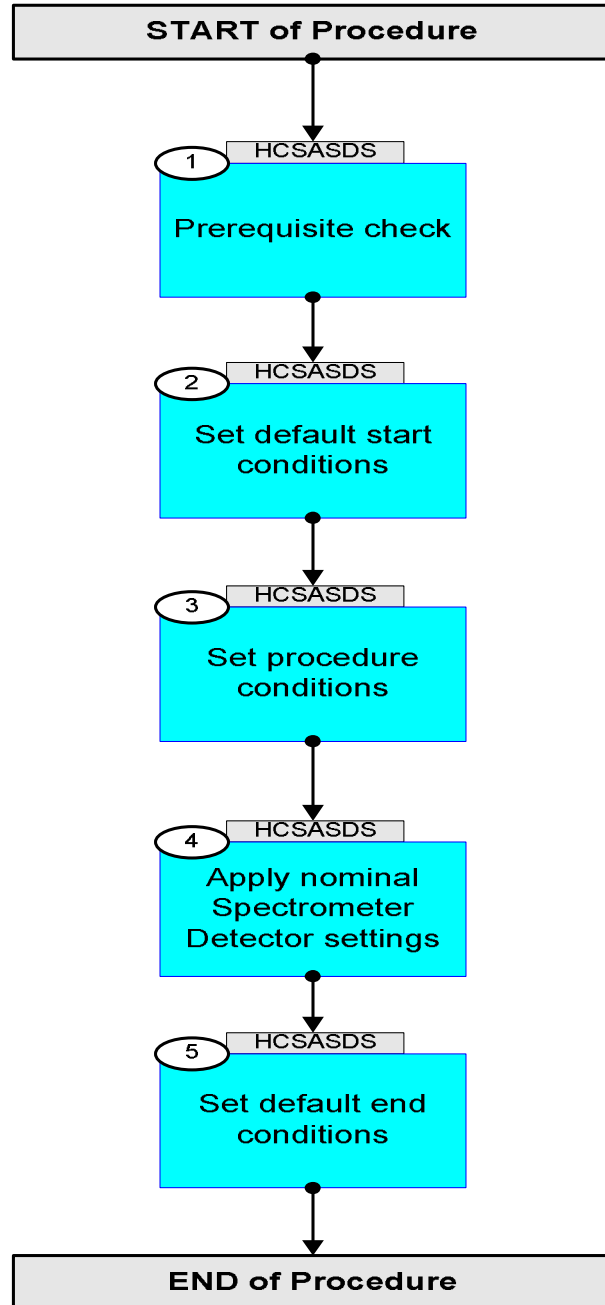 START of Procedure
HCSASDS
1
Prerequisite check
HCSASDS
2
Set default start
conditions
HCSASDS
3
Set procedure
conditions
HCSASDS
4
Apply nominal
Spectrometer
Detector settings
HCSASDS
5
Set default end
conditions
END of Procedure